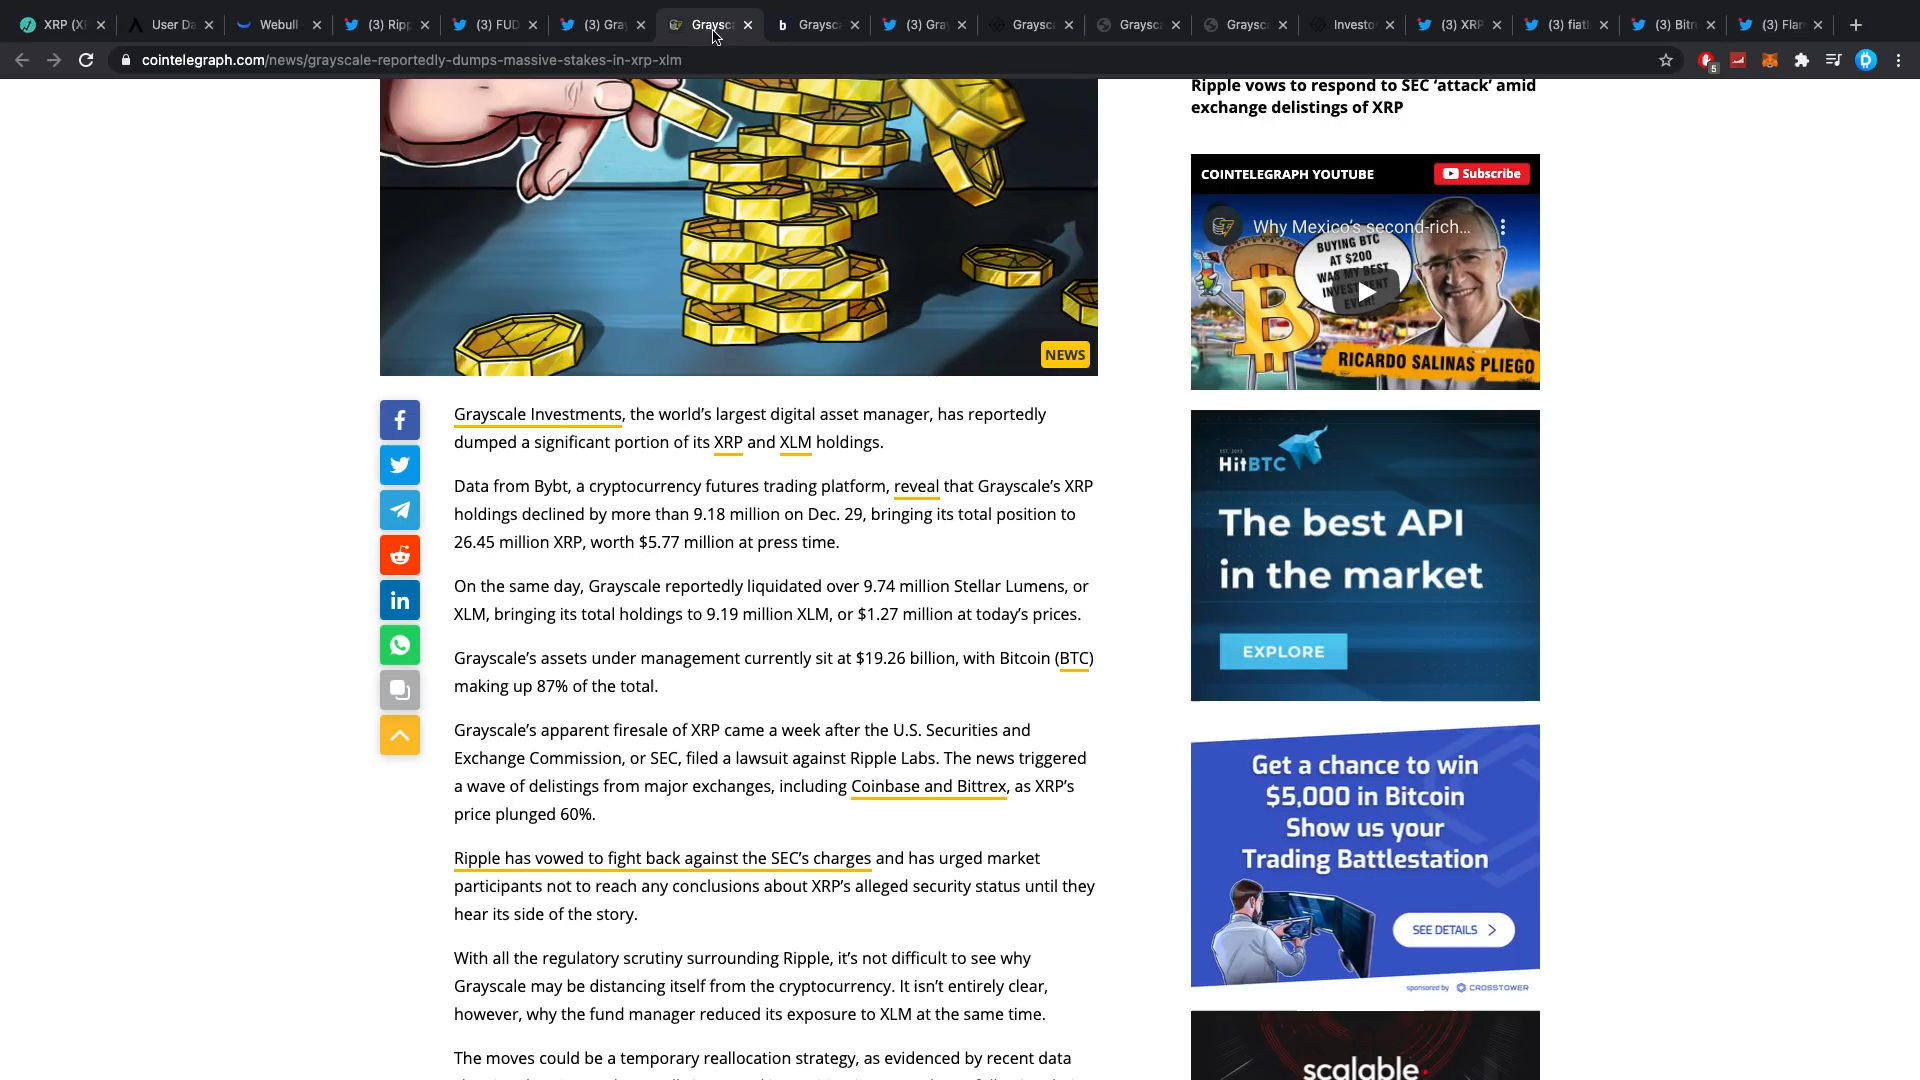 XRP (X
User Da
Webull
(3) Ripp
(3) FUD
(3) Gray
Graysca
Graysca
(3) Gra
Graysca
Graysca
Graysca
Investo
(3) XRP
(3) fiatl
(3) Bitr
(3) Flar
cointelegraph.com/news/grayscale-reportedly-dumps-massive-stakes-in-xrp-xlm
5
Ripple vows to respond to SEC ‘attack’ amid
exchange delistings of XRP
COINTELEGRAPH YOUTUBE
Subscribe
Why Mexico’s second-rich...
BUYING BTC
AT $200
WAS MY BEST
INVESTMENT
EVER!
RICARDO SALINAS PLIEGO
NEWS
Grayscale Investments, the world’s largest digital asset manager, has reportedly
dumped a significant portion of its XRP and XLM holdings.
Data from Bybt, a cryptocurrency futures trading platform, reveal that Grayscale’s XRP
holdings declined by more than 9.18 million on Dec. 29, bringing its total position to
26.45 million XRP, worth $5.77 million at press time.
On the same day, Grayscale reportedly liquidated over 9.74 million Stellar Lumens, or
XLM, bringing its total holdings to 9.19 million XLM, or $1.27 million at today’s prices.
Grayscale’s assets under management currently sit at $19.26 billion, with Bitcoin (BTC)
making up 87% of the total.
Grayscale’s apparent firesale of XRP came a week after the U.S. Securities and
Exchange Commission, or SEC, filed a lawsuit against Ripple Labs. The news triggered
a wave of delistings from major exchanges, including Coinbase and Bittrex, as XRP’s
price plunged 60%.
Ripple has vowed to fight back against the SEC’s charges and has urged market
participants not to reach any conclusions about XRP’s alleged security status until they
hear its side of the story.
With all the regulatory scrutiny surrounding Ripple, it’s not difficult to see why
Grayscale may be distancing itself from the cryptocurrency. It isn’t entirely clear,
however, why the fund manager reduced its exposure to XLM at the same time.
The moves could be a temporary reallocation strategy, as evidenced by recent data
EST. 2013
HitBTC
The best API
in the market
EXPLORE
Get a chance to win
$5,000 in Bitcoin
Show us your
Trading Battlestation
SEE DETAILS
sponsored by CROSSTOWER
scalable